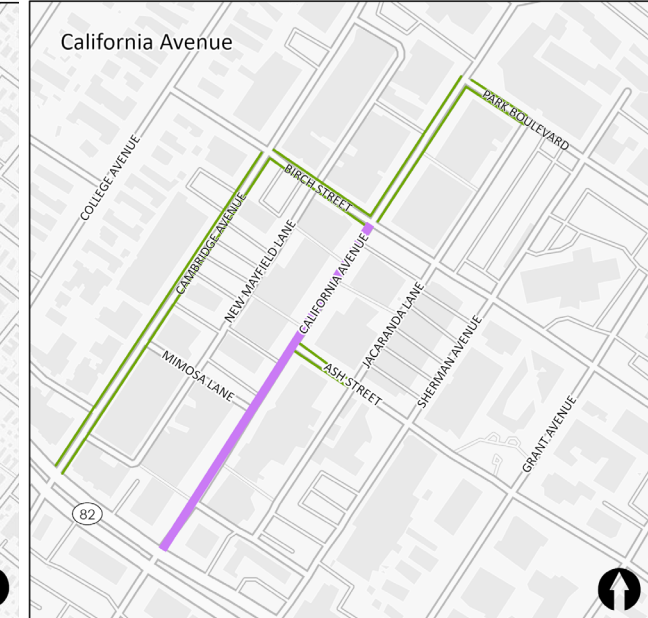 California Avenue
PARK BOULEVARD
COLLEGE AVENUE
BIRCH STREET
CAMBRIDGE AVENUE
NEW MAYFIELD LANE
CALIFORNIA AVENUE
JACARANDA LANE
MIMOSA LANE
ASH STREET
SHERMAN AVENUE
GRANT AVENUE
82